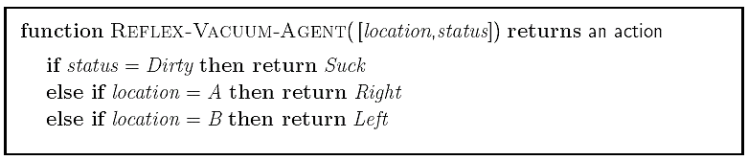 function REFLEX-VACUUM-AGENT([location,status]) returns an action
if status = Dirty then return Suck
else if location = A then return Right
else if location = B then return Left